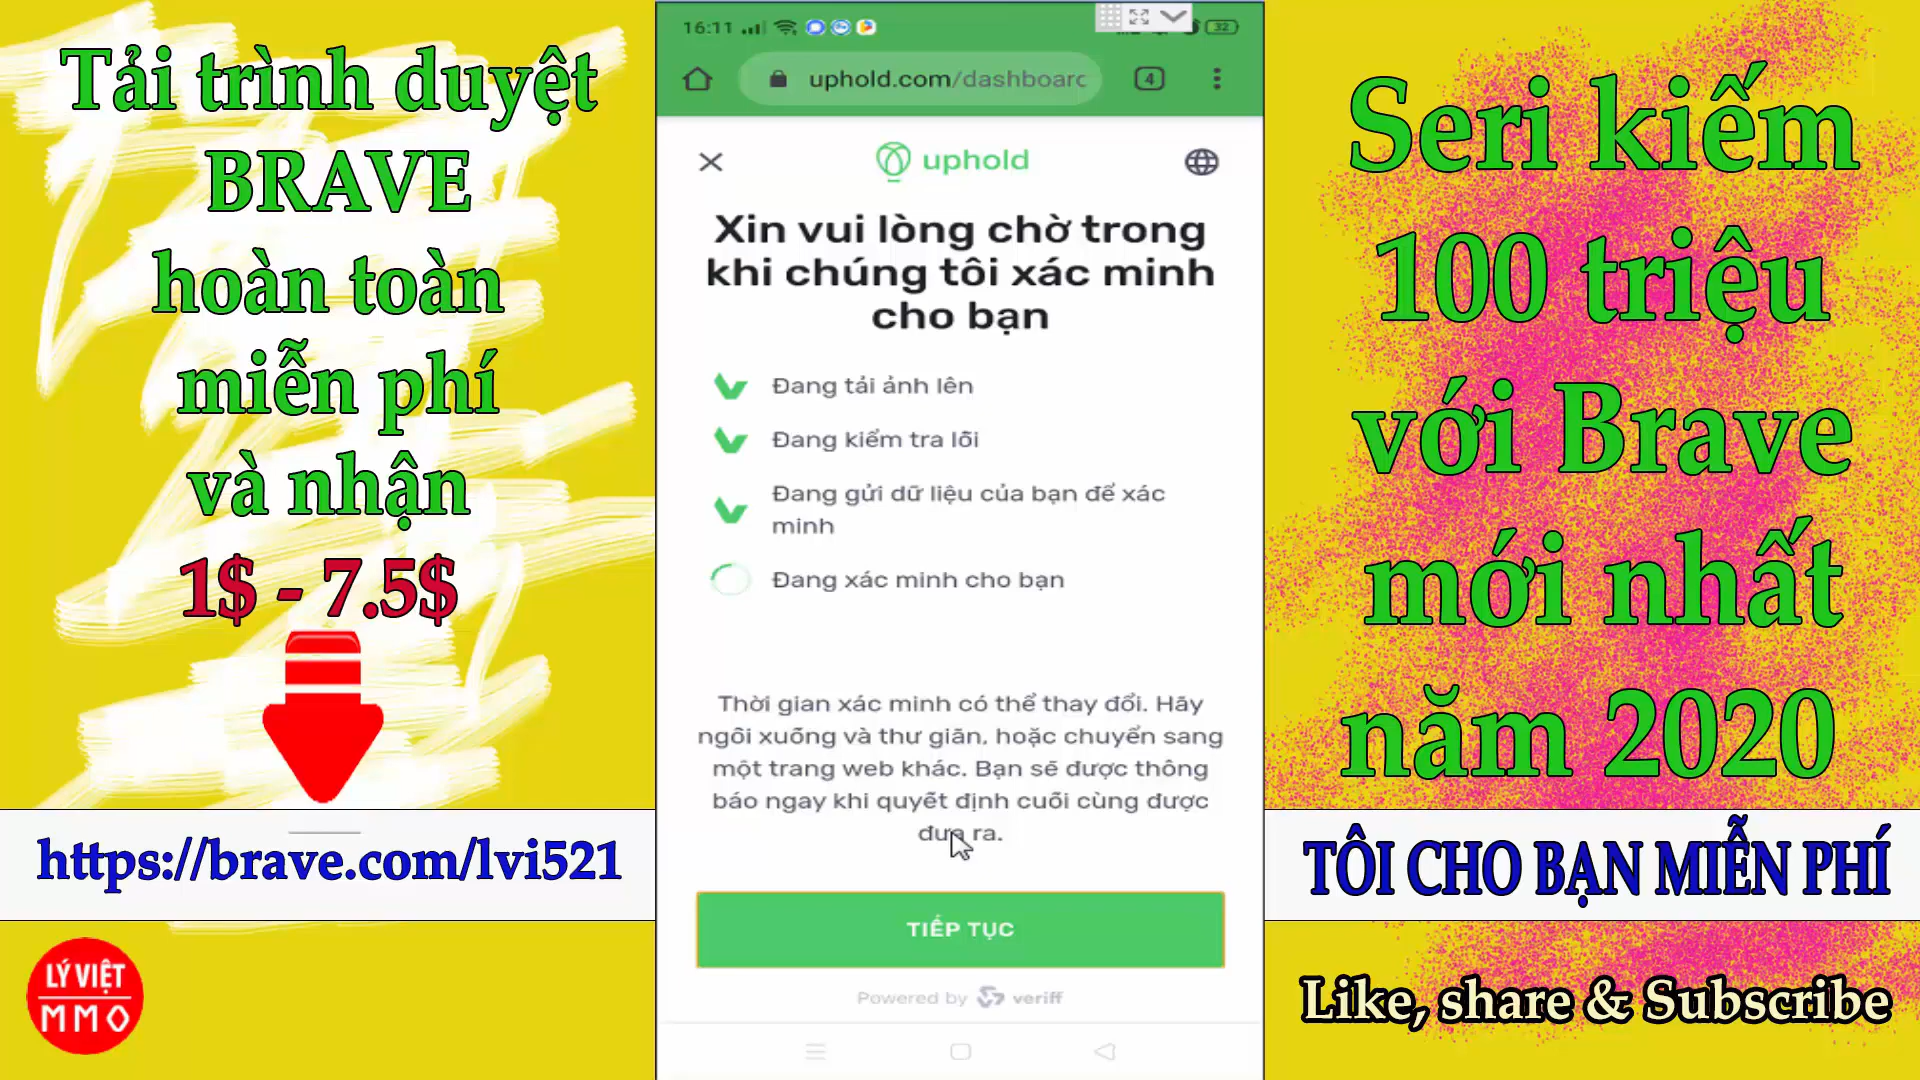 Tải trình duyệt
BRAVE
hoàn toàn
miễn phí
và nhận
1$ - 7.5$
https://brave.com/lvi521
LÝ VIỆT
MMO
16:11
32
uphold.com/dashboard
4
uphold
Xin vui lòng chờ trong
khi chúng tôi xác minh
cho bạn
Đang tải ảnh lên
Đang kiểm tra lỗi
Đang gửi dữ liệu của bạn để xác
minh
Đang xác minh cho bạn
Thời gian xác minh có thể thay đổi. Hãy
ngồi xuống và thư giãn, hoặc chuyển sang
một trang web khác. Bạn sẽ được thông
báo ngay khi quyết định cuối cùng được
đưa ra.
TIẾP TỤC
Powered by veriff
Seri kiếm
100 triệu
với Brave
mới nhất
năm 2020
TÔI CHO BẠN MIỄN PHÍ
Like, share & Subscribe